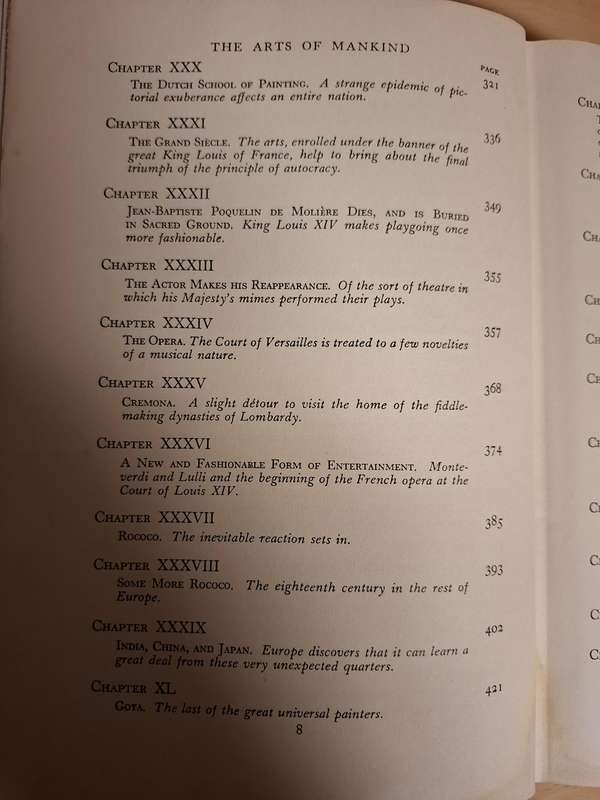 THE ARTS OF MANKIND
CHAPTER XXX PAGE
THE DUTCH SCHOOL OF PAINTING. A strange epidemic of pic- 321
torial exuberance affects an entire nation.
CHAPTER XXXI
THE GRAND SIÈCLE. The arts, enrolled under the banner of the 336
great King Louis of France, help to bring about the final
triumph of the principle of autocracy.
CHAPTER XXXII
JEAN-BAPTISTE POQUELIN DE MOLIÈRE DIES, AND IS BURIED 349
IN SACRED GROUND. King Louis XIV makes playgoing once
more fashionable.
CHAPTER XXXIII
THE ACTOR MAKES HIS REAPPEARANCE. Of the sort of theatre in 355
which his Majesty's mimes performed their plays.
CHAPTER XXXIV
THE OPERA. The Court of Versailles is treated to a few novelties 357
of a musical nature.
CHAPTER XXXV
CREMONA. A slight détour to visit the home of the fiddle- 368
making dynasties of Lombardy.
CHAPTER XXXVI
A NEW AND FASHIONABLE FORM OF ENTERTAINMENT. Monte- 374
verdi and Lulli and the beginning of the French opera at the
Court of Louis XIV.
CHAPTER XXXVII
ROCOCO. The inevitable reaction sets in. 385
CHAPTER XXXVIII
SOME MORE ROCOCO. The eighteenth century in the rest of 393
Europe.
CHAPTER XXXIX
INDIA, CHINA, AND JAPAN. Europe discovers that it can learn a 402
great deal from these very unexpected quarters.
CHAPTER XL
GOYA. The last of the great universal painters. 421
8